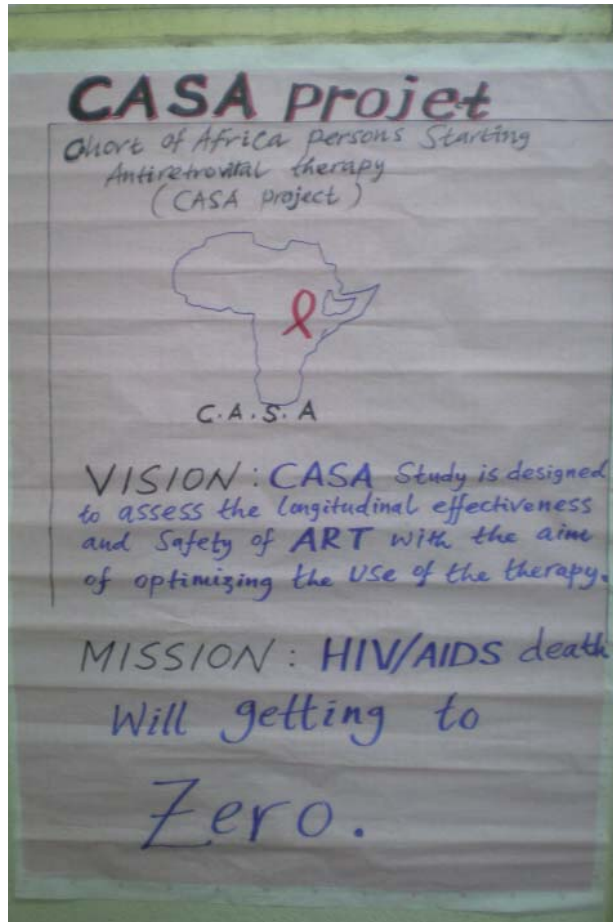 CASA projet
Cohort of Africa persons Starting
Antiretroviral therapy
(CASA project)
C.A.S.A
VISION: CASA Study is designed
to assess the longitudinal effectiveness
and Safety of ART with the aim
of optimizing the Use of the therapy.
MISSION: HIV/AIDS death
Will getting to
Zero.